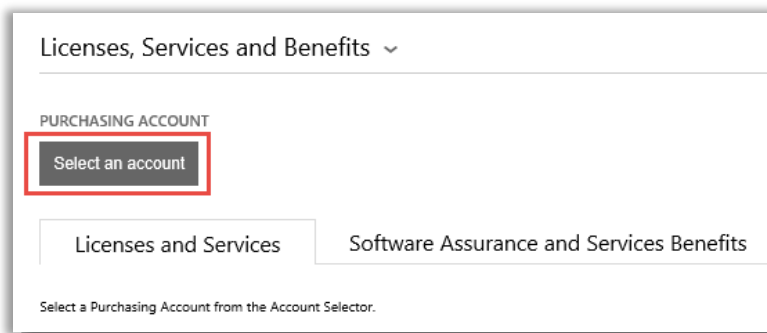 Licenses, Services and Benefits
PURCHASING ACCOUNT
Select an account
Licenses and Services
Software Assurance and Services Benefits
Select a Purchasing Account from the Account Selector.